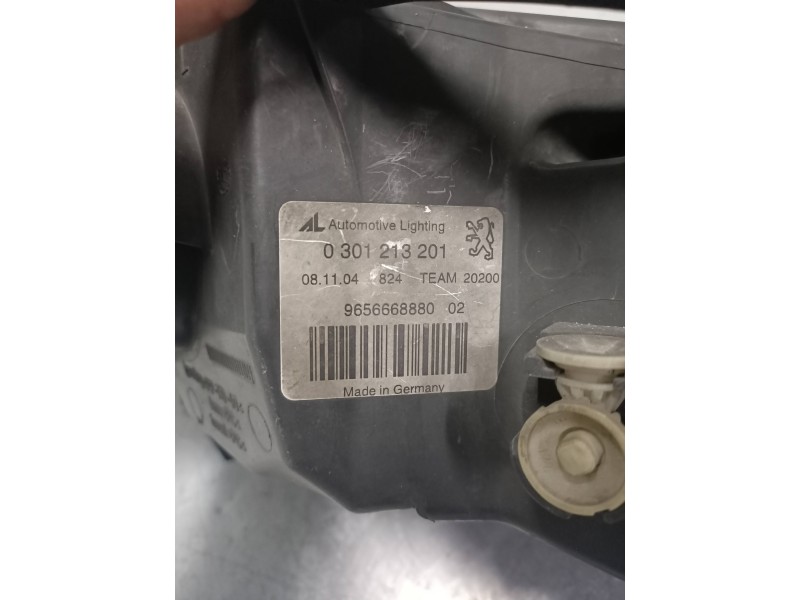 AL Automotive Lighting
0 301 213 201
08.11.04 824 TEAM 20200
9656668880 02
Made in Germany